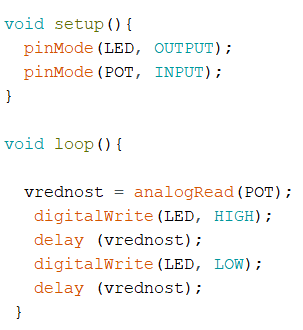 void setup(){
  pinMode(LED, OUTPUT);
  pinMode(POT, INPUT);
}

void loop(){

  vrednost = analogRead(POT);
   digitalWrite(LED, HIGH);
   delay (vrednost);
   digitalWrite(LED, LOW);
   delay (vrednost);
 }